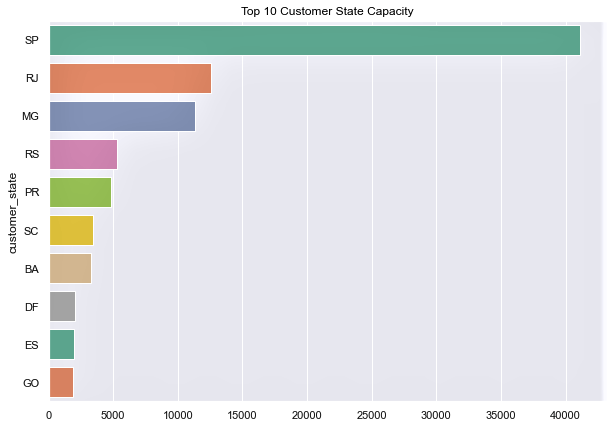 Top 10 Customer State Capacity
customer_state
SP
RJ
MG
RS
PR
SC
BA
DF
ES
GO
0 5000 10000 15000 20000 25000 30000 35000 40000